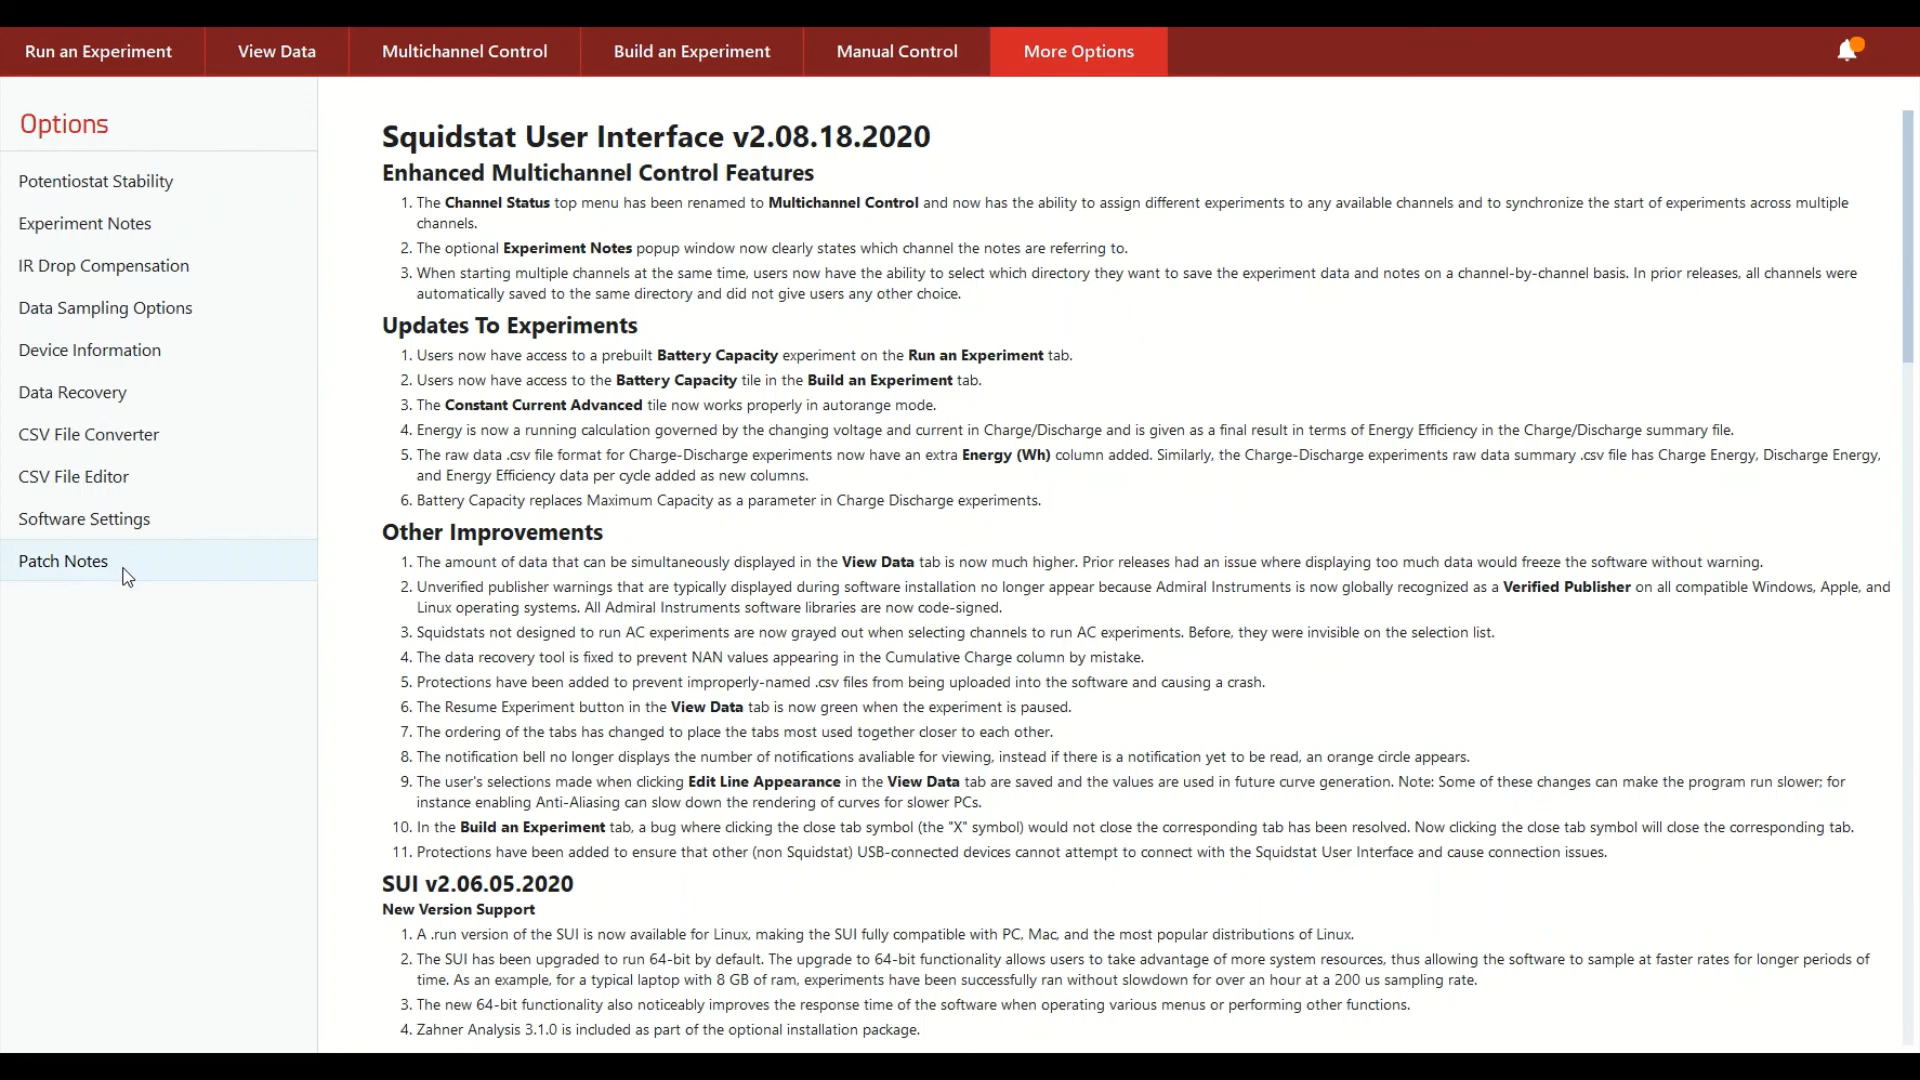 Run an Experiment
View Data
Multichannel Control
Build an Experiment
Manual Control
More Options
Options
Potentiostat Stability
Experiment Notes
IR Drop Compensation
Data Sampling Options
Device Information
Data Recovery
CSV File Converter
CSV File Editor
Software Settings
Patch Notes
Squidstat User Interface v2.08.18.2020
Enhanced Multichannel Control Features
1. The Channel Status top menu has been renamed to Multichannel Control and now has the ability to assign different experiments to any available channels and to synchronize the start of experiments across multiple
channels.
2. The optional Experiment Notes popup window now clearly states which channel the notes are referring to.
3. When starting multiple channels at the same time, users now have the ability to select which directory they want to save the experiment data and notes on a channel-by-channel basis. In prior releases, all channels were
automatically saved to the same directory and did not give users any other choice.
Updates To Experiments
1. Users now have access to a prebuilt Battery Capacity experiment on the Run an Experiment tab.
2. Users now have access to the Battery Capacity tile in the Build an Experiment tab.
3. The Constant Current Advanced tile now works properly in autorange mode.
4. Energy is now a running calculation governed by the changing voltage and current in Charge/Discharge and is given as a final result in terms of Energy Efficiency in the Charge/Discharge summary file.
5. The raw data .csv file format for Charge-Discharge experiments now have an extra Energy (Wh) column added. Similarly, the Charge-Discharge experiments raw data summary .csv file has Charge Energy, Discharge Energy,
and Energy Efficiency data per cycle added as new columns.
6. Battery Capacity replaces Maximum Capacity as a parameter in Charge Discharge experiments.
Other Improvements
1. The amount of data that can be simultaneously displayed in the View Data tab is now much higher. Prior releases had an issue where displaying too much data would freeze the software without warning.
2. Unverified publisher warnings that are typically displayed during software installation no longer appear because Admiral Instruments is now globally recognized as a Verified Publisher on all compatible Windows, Apple, and
Linux operating systems. All Admiral Instruments software libraries are now code-signed.
3. Squidstats not designed to run AC experiments are now grayed out when selecting channels to run AC experiments. Before, they were invisible on the selection list.
4. The data recovery tool is fixed to prevent NAN values appearing in the Cumulative Charge column by mistake.
5. Protections have been added to prevent improperly-named .csv files from being uploaded into the software and causing a crash.
6. The Resume Experiment button in the View Data tab is now green when the experiment is paused.
7. The ordering of the tabs has changed to place the tabs most used together closer to each other.
8. The notification bell no longer displays the number of notifications avaliable for viewing, instead if there is a notification yet to be read, an orange circle appears.
9. The user's selections made when clicking Edit Line Appearance in the View Data tab are saved and the values are used in future curve generation. Note: Some of these changes can make the program run slower; for
instance enabling Anti-Aliasing can slow down the rendering of curves for slower PCs.
10. In the Build an Experiment tab, a bug where clicking the close tab symbol (the "X" symbol) would not close the corresponding tab has been resolved. Now clicking the close tab symbol will close the corresponding tab.
11. Protections have been added to ensure that other (non Squidstat) USB-connected devices cannot attempt to connect with the Squidstat User Interface and cause connection issues.
SUI v2.06.05.2020
New Version Support
1. A .run version of the SUI is now available for Linux, making the SUI fully compatible with PC, Mac, and the most popular distributions of Linux.
2. The SUI has been upgraded to run 64-bit by default. The upgrade to 64-bit functionality allows users to take advantage of more system resources, thus allowing the software to sample at faster rates for longer periods of
time. As an example, for a typical laptop with 8 GB of ram, experiments have been successfully ran without slowdown for over an hour at a 200 us sampling rate.
3. The new 64-bit functionality also noticeably improves the response time of the software when operating various menus or performing other functions.
4. Zahner Analysis 3.1.0 is included as part of the optional installation package.